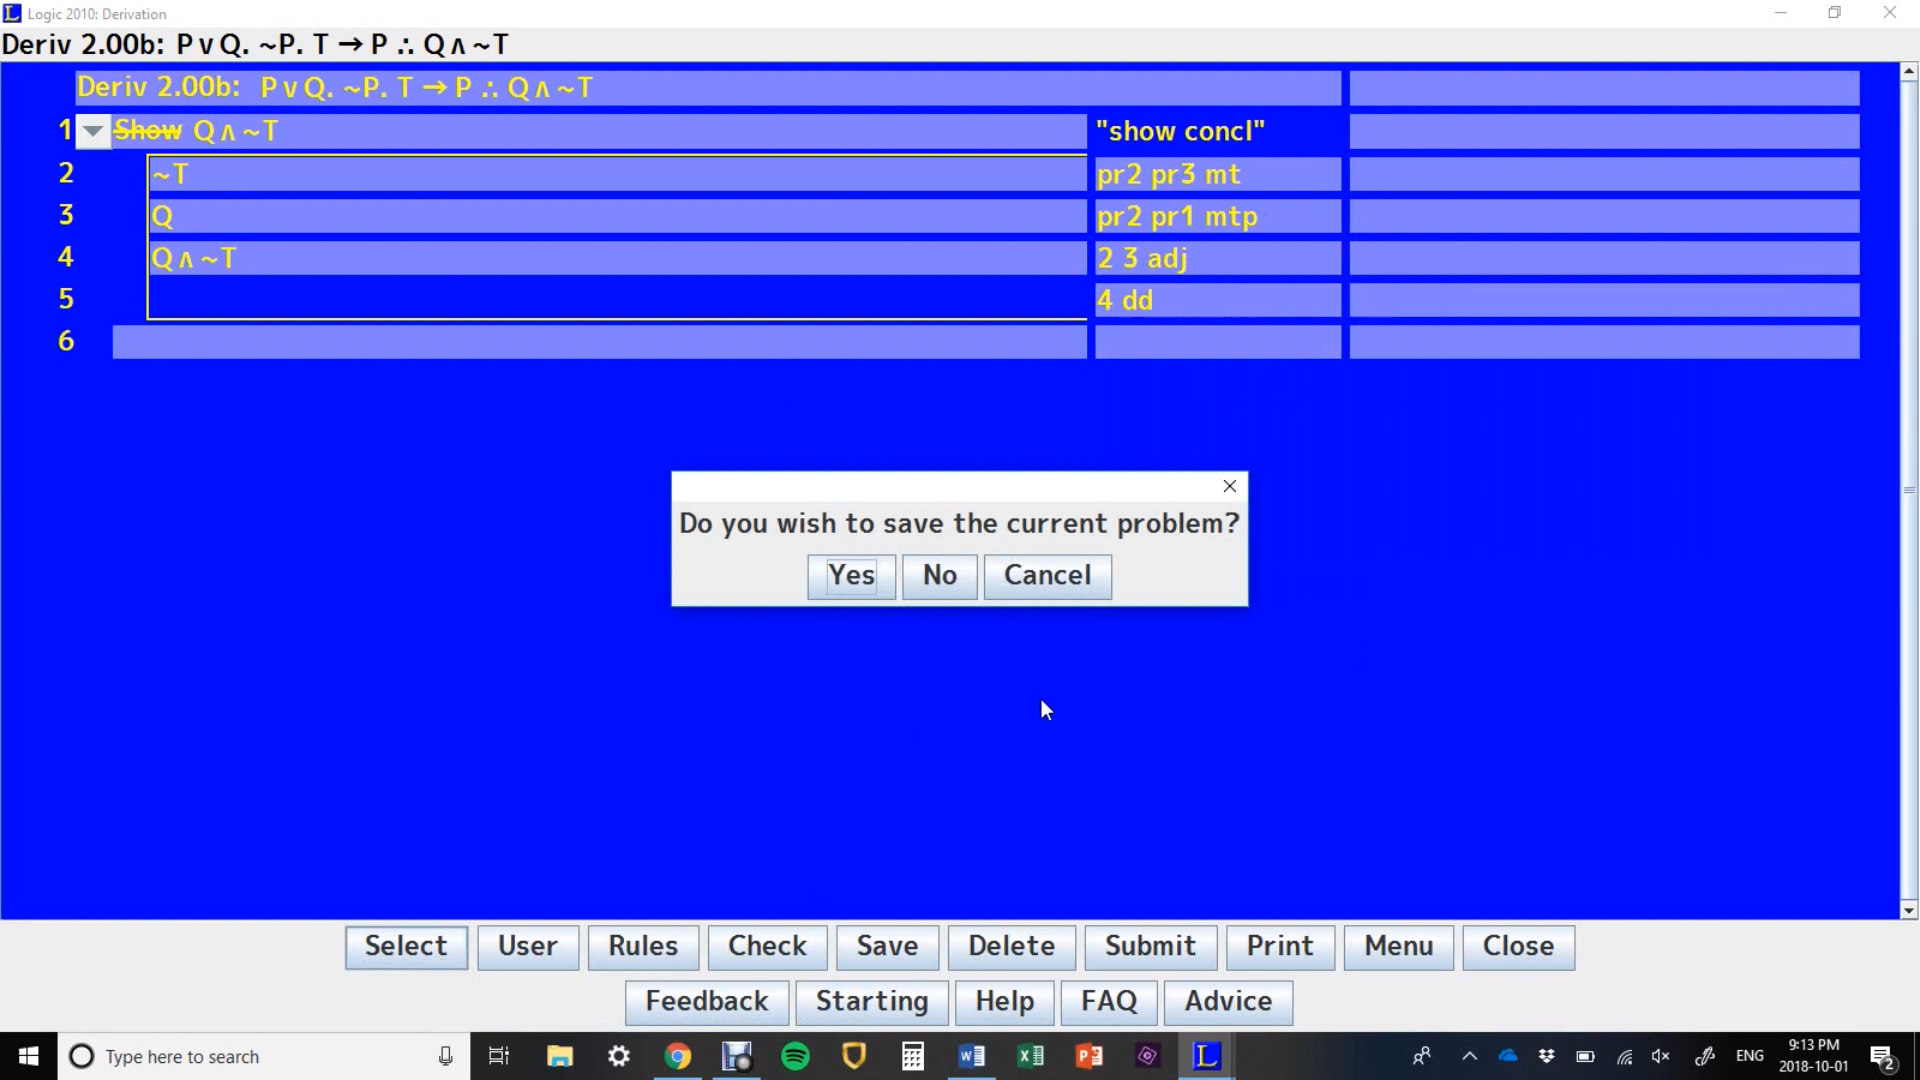 Logic 2010: Derivation
Deriv 2.00b: P∨Q. ~P. T → P ∴ Q∧~T
Deriv 2.00b: P∨Q. ~P. T → P ∴ Q∧~T
1 Show Q∧~T "show concl"
2 ~T pr2 pr3 mt
3 Q pr2 pr1 mtp
4 Q∧~T 2 3 adj
5 4 dd
6
Do you wish to save the current problem?
Yes No Cancel
Select User Rules Check Save Delete Submit Print Menu Close
Feedback Starting Help FAQ Advice
Type here to search
ENG
9:13 PM
2018-10-01
2